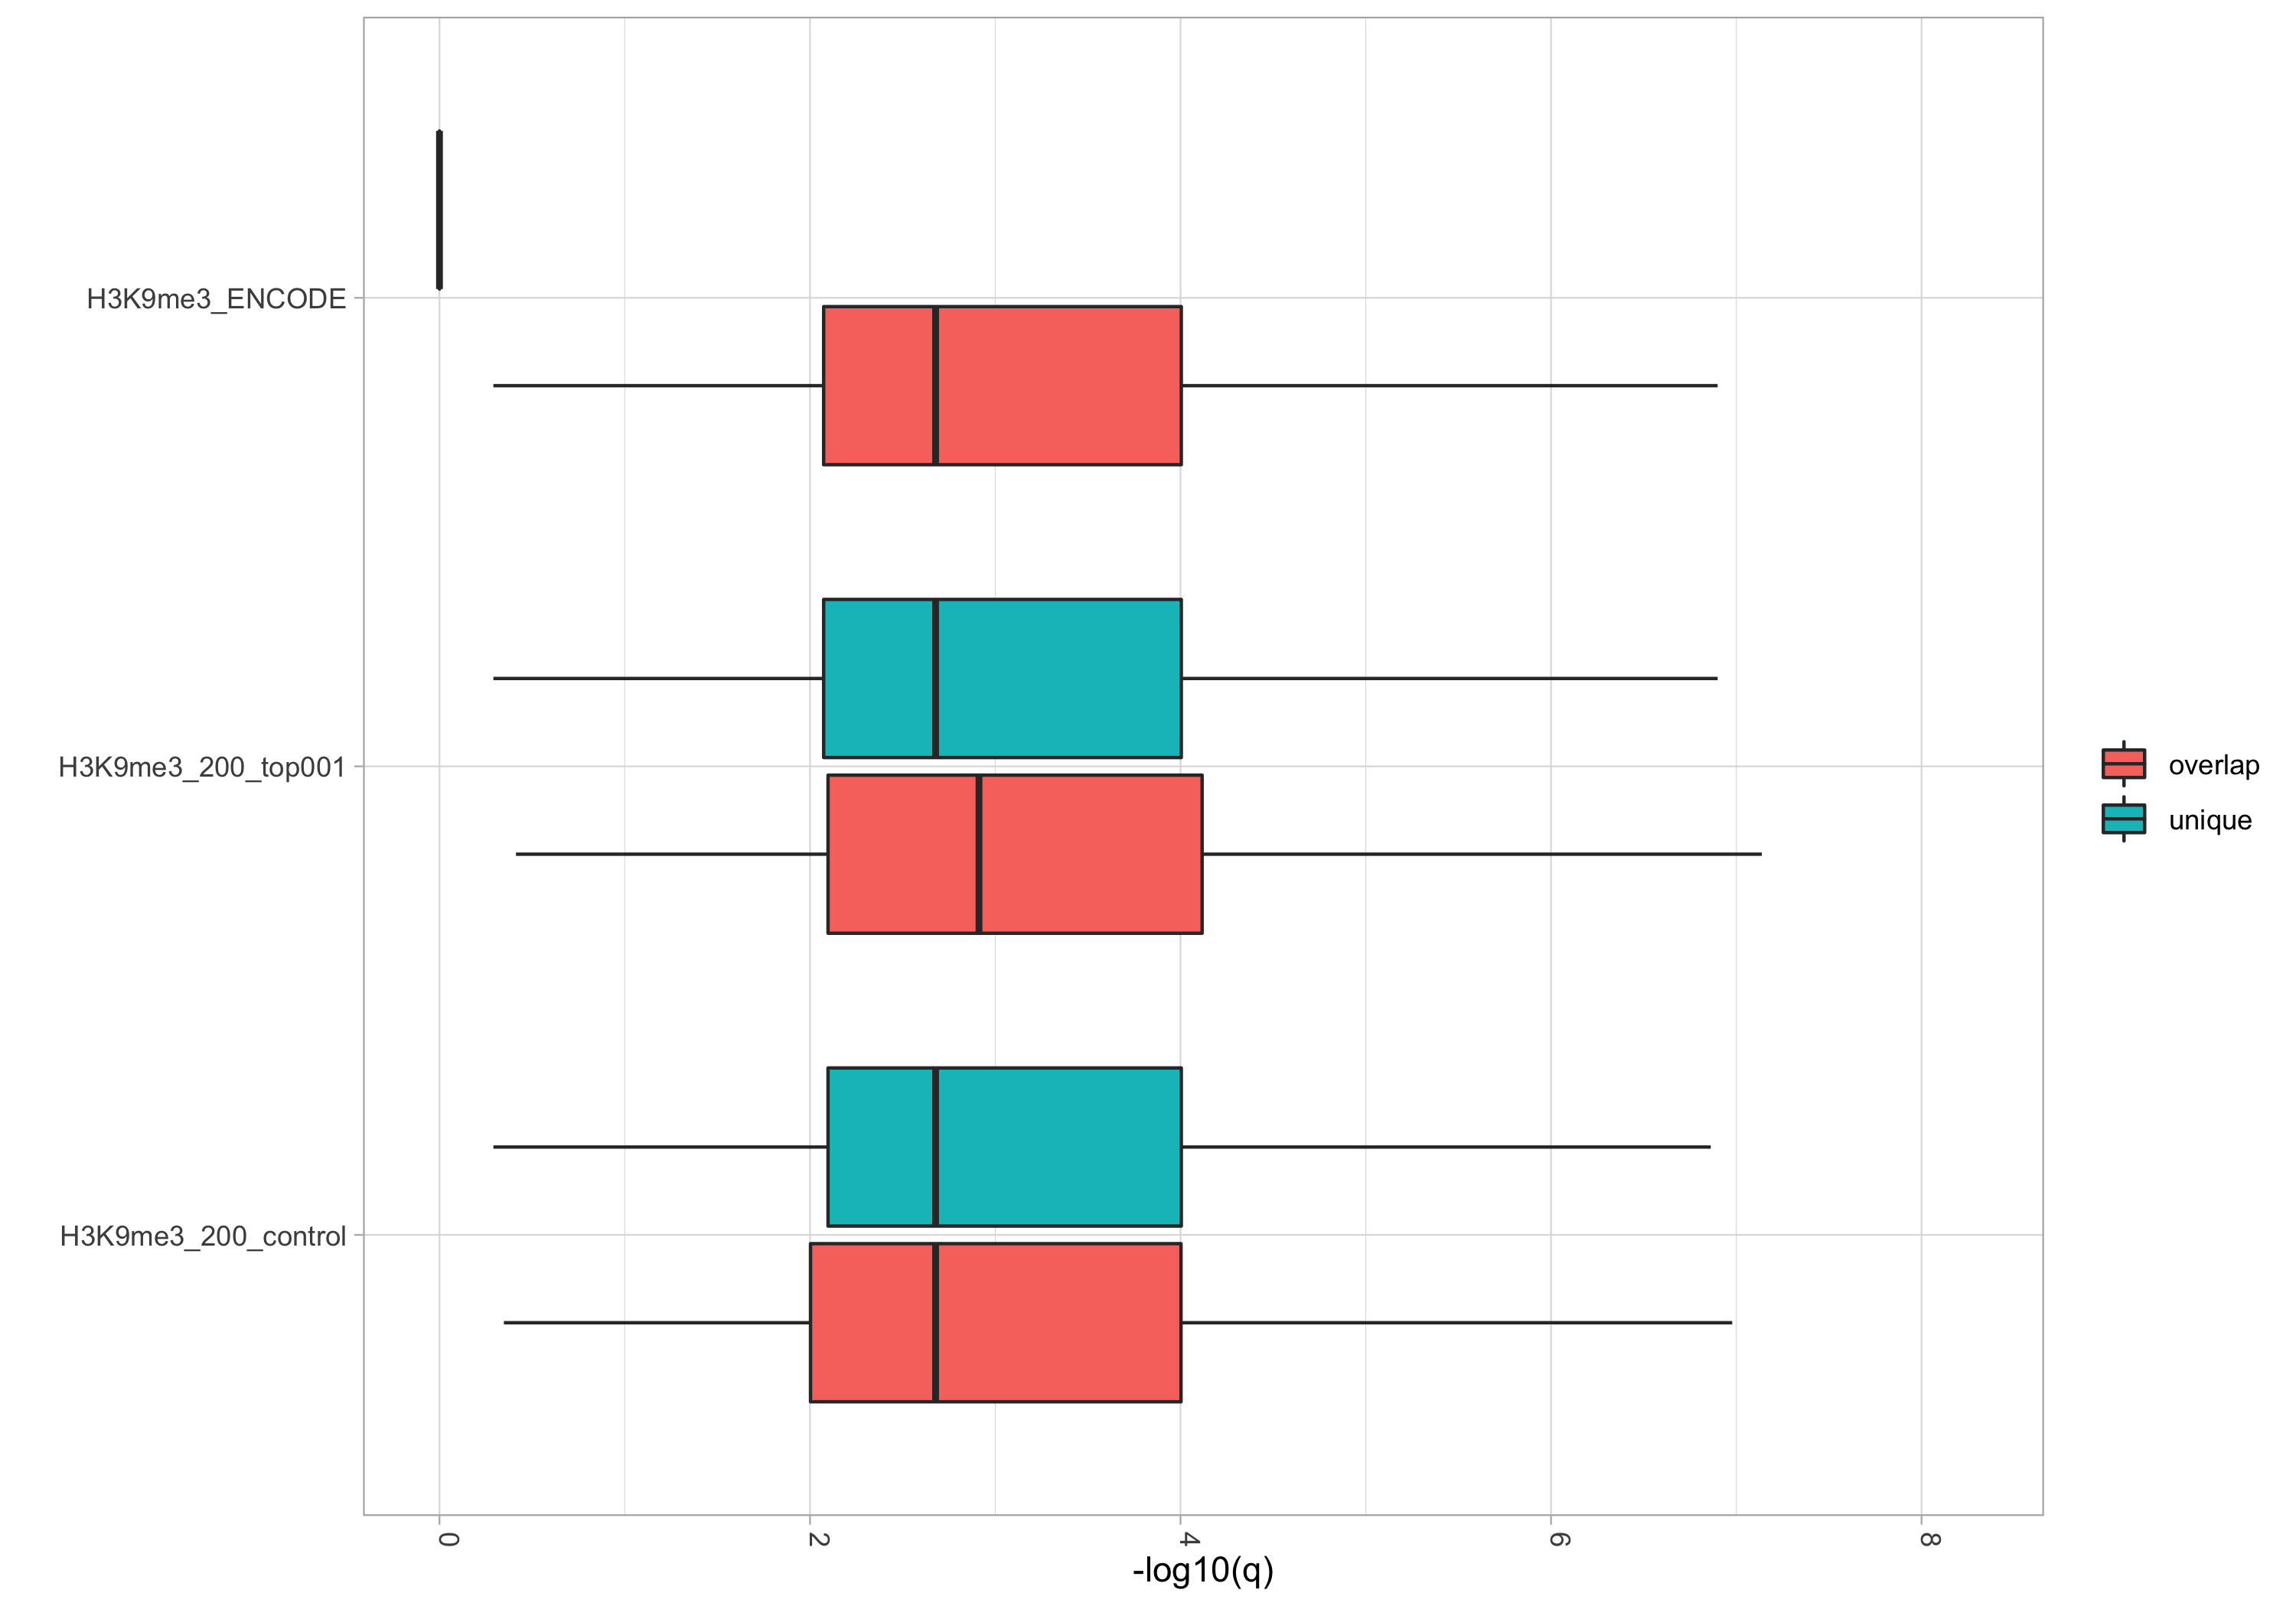 H3K9me3_ENCODE
H3K9me3_200_top001
H3K9me3_200_control
overlap
unique
0 2 4 6 8
-log10(q)